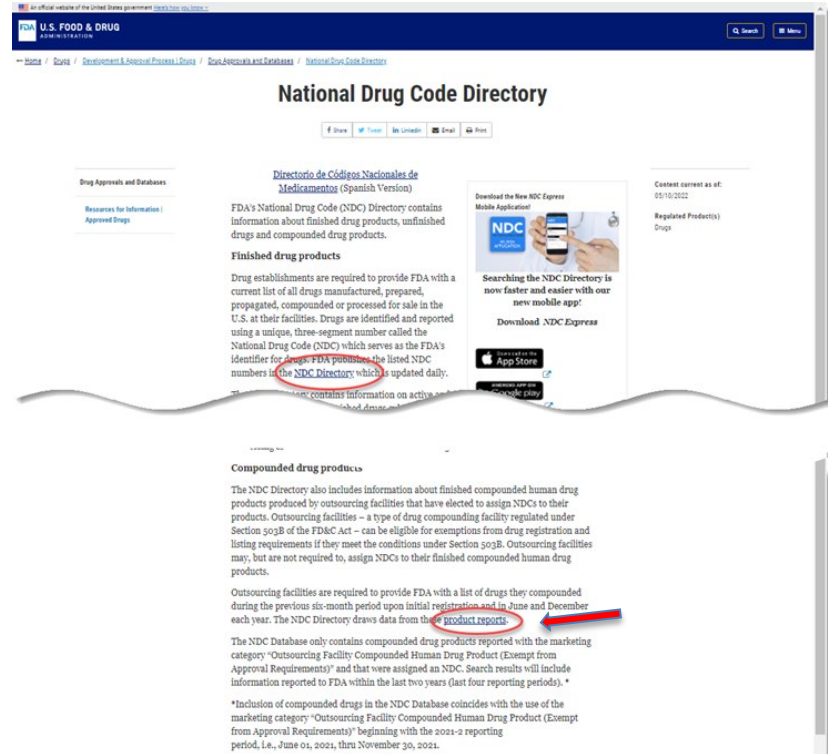 An official website of the United States government Here's how you know
FDA U.S. FOOD & DRUG
ADMINISTRATION
Search
Menu
Home / Drugs / Development & Approval Process | Drugs / Drug Approvals and Databases / National Drug Code Directory
National Drug Code Directory
Share
Tweet
Linkedin
Email
Print
Drug Approvals and Databases
Resources for Information |
Approved Drugs
Directorio de Códigos Nacionales de
Medicamentos (Spanish Version)
FDA's National Drug Code (NDC) Directory contains
information about finished drug products, unfinished
drugs and compounded drug products.
Finished drug products
Drug establishments are required to provide FDA with a
current list of all drugs manufactured, prepared,
propagated, compounded or processed for sale in the
U.S. at their facilities. Drugs are identified and reported
using a unique, three-segment number called the
National Drug Code (NDC) which serves as the FDA's
identifier for drugs. FDA publishes the listed NDC
numbers in the NDC Directory which is updated daily.
contains information on active and
Download the New NDC Express
Mobile Application!
NDC
APPLICATION
Searching the NDC Directory is
now faster and easier with our
new mobile app!
Download NDC Express
Download on the
App Store
ANDROID APP ON
Google play
Content current as of:
05/10/2022
Regulated Product(s)
Drugs
Compounded drug products
The NDC Directory also includes information about finished compounded human drug
products produced by outsourcing facilities that have elected to assign NDCs to their
products. Outsourcing facilities – a type of drug compounding facility regulated under
Section 503B of the FD&C Act – can be eligible for exemptions from drug registration and
listing requirements if they meet the conditions under Section 503B. Outsourcing facilities
may, but are not required to, assign NDCs to their finished compounded human drug
products.
Outsourcing facilities are required to provide FDA with a list of drugs they compounded
during the previous six-month period upon initial registration and in June and December
each year. The NDC Directory draws data from these product reports.
The NDC Database only contains compounded drug products reported with the marketing
category “Outsourcing Facility Compounded Human Drug Product (Exempt from
Approval Requirements)” and that were assigned an NDC. Search results will include
information reported to FDA within the last two years (last four reporting periods). *
*Inclusion of compounded drugs in the NDC Database coincides with the use of the
marketing category “Outsourcing Facility Compounded Human Drug Product (Exempt
from Approval Requirements)” beginning with the 2021-2 reporting
period, i.e., June 01, 2021, thru November 30, 2021.